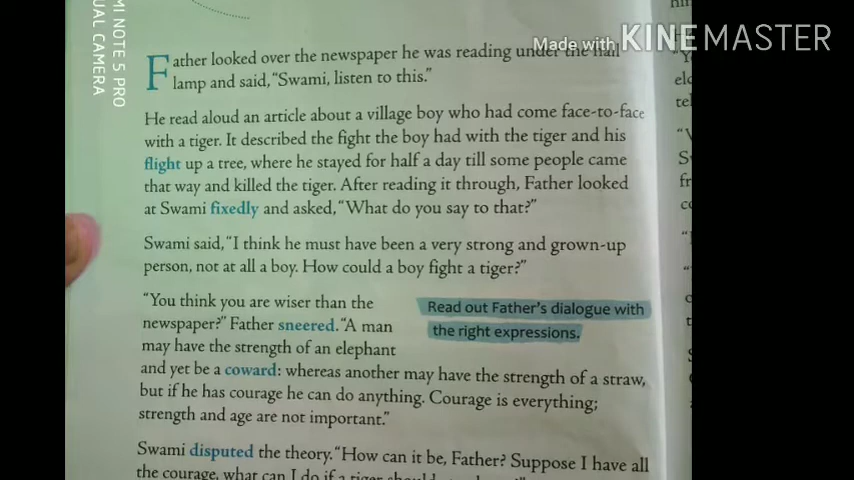 MI NOTE 5 PRO
DUAL CAMERA
Made with KINEMASTER
Father looked over the newspaper he was reading under the hall
lamp and said, “Swami, listen to this.”
He read aloud an article about a village boy who had come face-to-face
with a tiger. It described the fight the boy had with the tiger and his
flight up a tree, where he stayed for half a day till some people came
that way and killed the tiger. After reading it through, Father looked
at Swami fixedly and asked, “What do you say to that?”
Swami said, “I think he must have been a very strong and grown-up
person, not at all a boy. How could a boy fight a tiger?”
“You think you are wiser than the
newspaper?” Father sneered. “A man
may have the strength of an elephant
and yet be a coward: whereas another may have the strength of a straw,
but if he has courage he can do anything. Courage is everything;
strength and age are not important.”
Read out Father's dialogue with
the right expressions.
Swami disputed the theory. “How can it be, Father? Suppose I have all
the courage, what can I do if a tiger